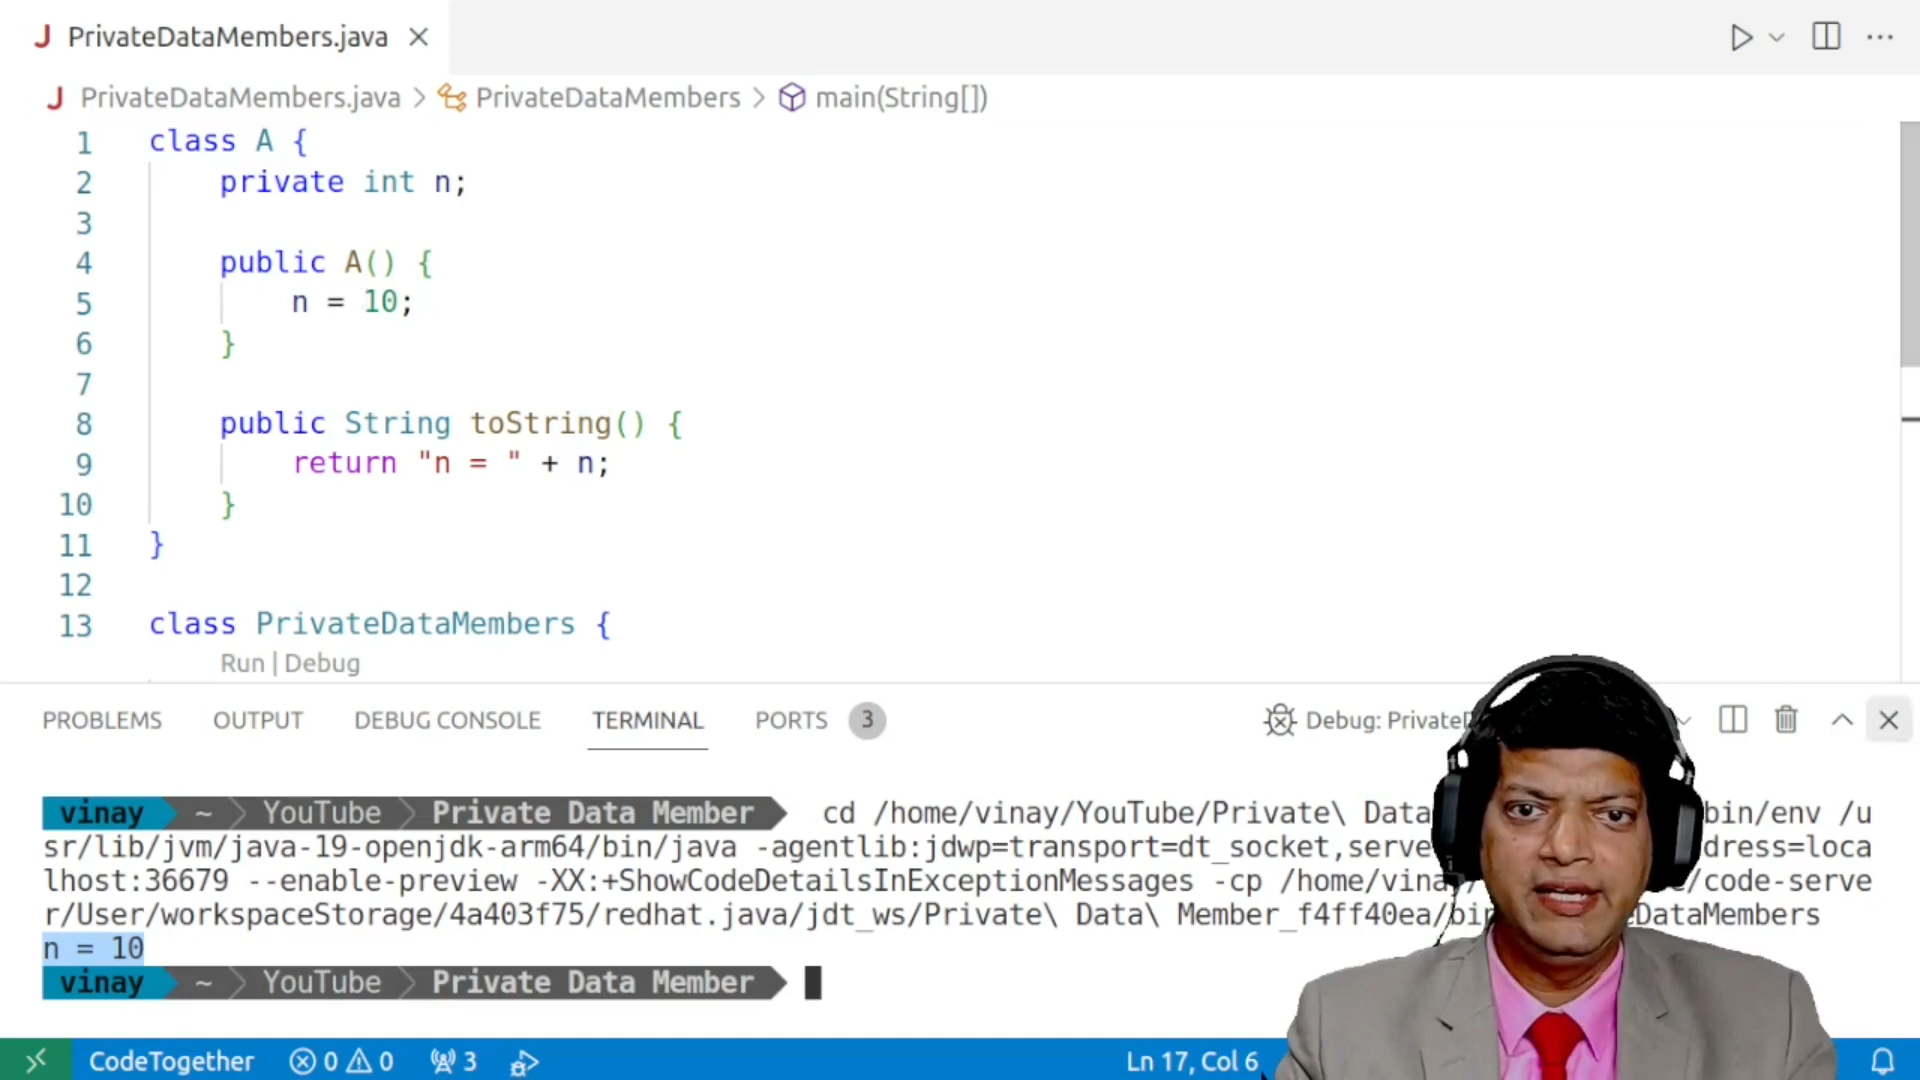 J PrivateDataMembers.java
J PrivateDataMembers.java > PrivateDataMembers > main(String[])
1 class A {
2 private int n;
3
4 public A() {
5 n = 10;
6 }
7
8 public String toString() {
9 return "n = " + n;
10 }
11 }
12
13 class PrivateDataMembers {
Run | Debug
PROBLEMS OUTPUT DEBUG CONSOLE TERMINAL PORTS 3 Debug:
vinay ~ YouTube Private Data Member cd /home/vinay/YouTube/Private\ Data bin/env /u
sr/lib/jvm/java-19-openjdk-arm64/bin/java -agentlib:jdwp=transport=dt_socket,serve dress=loca
lhost:36679 --enable-preview -XX:+ShowCodeDetailsInExceptionMessages -cp /home/vinay /code-serve
r/User/workspaceStorage/4a403f75/redhat.java/jdt_ws/Private\ Data\ Member_f4ff40ea/bin DataMembers
n = 10
vinay ~ YouTube Private Data Member
CodeTogether 0 0 3 Ln 17, Col 6